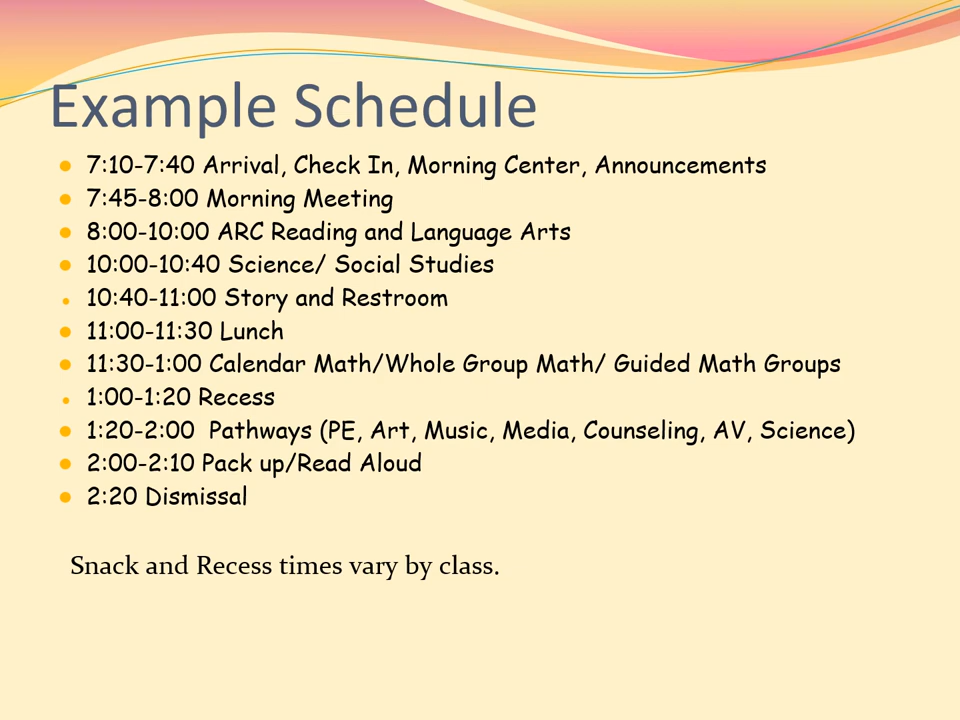 Example Schedule
7:10-7:40 Arrival, Check In, Morning Center, Announcements
7:45-8:00 Morning Meeting
8:00-10:00 ARC Reading and Language Arts
10:00-10:40 Science/ Social Studies
10:40-11:00 Story and Restroom
11:00-11:30 Lunch
11:30-1:00 Calendar Math/Whole Group Math/ Guided Math Groups
1:00-1:20 Recess
1:20-2:00  Pathways (PE, Art, Music, Media, Counseling, AV, Science)
2:00-2:10 Pack up/Read Aloud
2:20 Dismissal
Snack and Recess times vary by class.